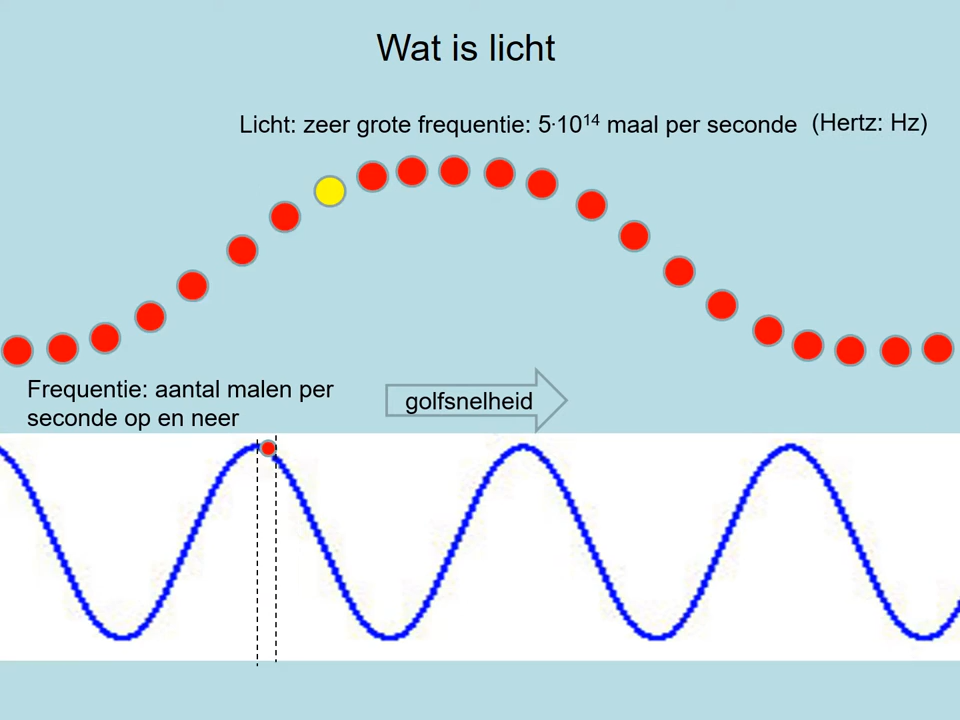 Wat is licht
Licht: zeer grote frequentie: 5·10¹⁴ maal per seconde (Hertz: Hz)
Frequentie: aantal malen per
seconde op en neer
golfsnelheid